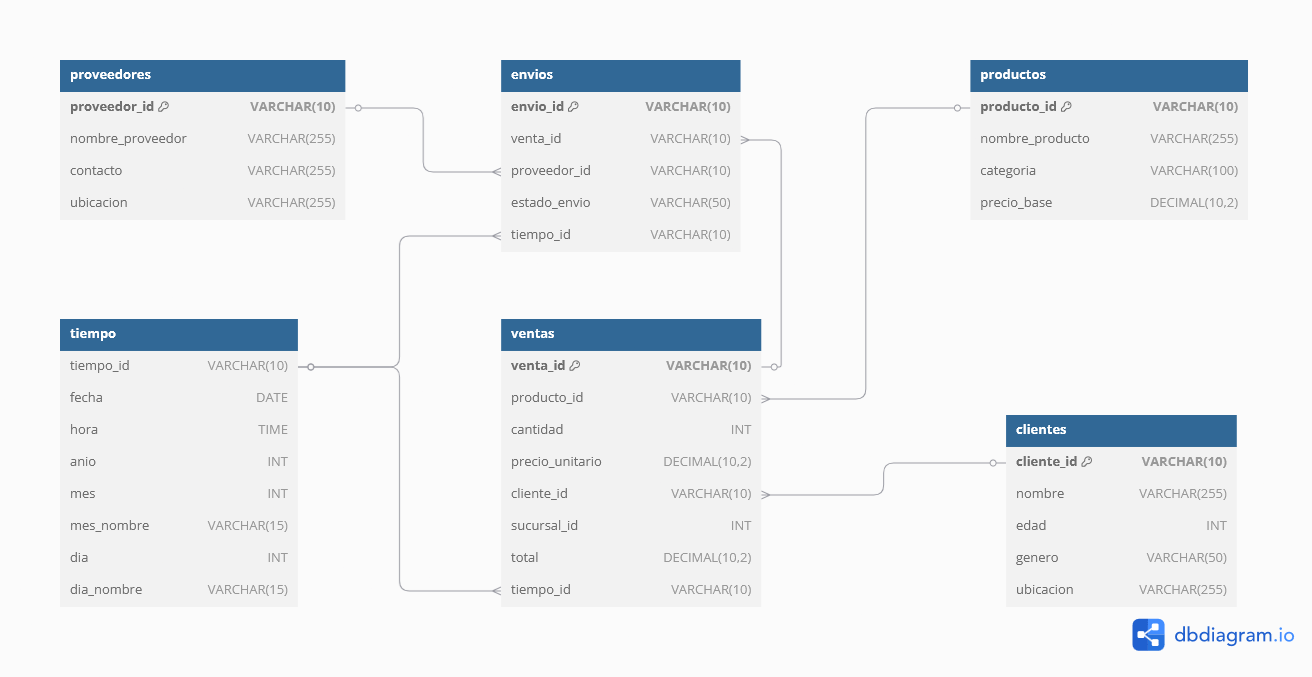 proveedores
proveedor_id VARCHAR(10)
nombre_proveedor VARCHAR(255)
contacto VARCHAR(255)
ubicacion VARCHAR(255)
envios
envio_id VARCHAR(10)
venta_id VARCHAR(10)
proveedor_id VARCHAR(10)
estado_envio VARCHAR(50)
tiempo_id VARCHAR(10)
productos
producto_id VARCHAR(10)
nombre_producto VARCHAR(255)
categoria VARCHAR(100)
precio_base DECIMAL(10,2)
tiempo
tiempo_id VARCHAR(10)
fecha DATE
hora TIME
anio INT
mes INT
mes_nombre VARCHAR(15)
dia INT
dia_nombre VARCHAR(15)
ventas
venta_id VARCHAR(10)
producto_id VARCHAR(10)
cantidad INT
precio_unitario DECIMAL(10,2)
cliente_id VARCHAR(10)
sucursal_id INT
total DECIMAL(10,2)
tiempo_id VARCHAR(10)
clientes
cliente_id VARCHAR(10)
nombre VARCHAR(255)
edad INT
genero VARCHAR(50)
ubicacion VARCHAR(255)
dbdiagram.io